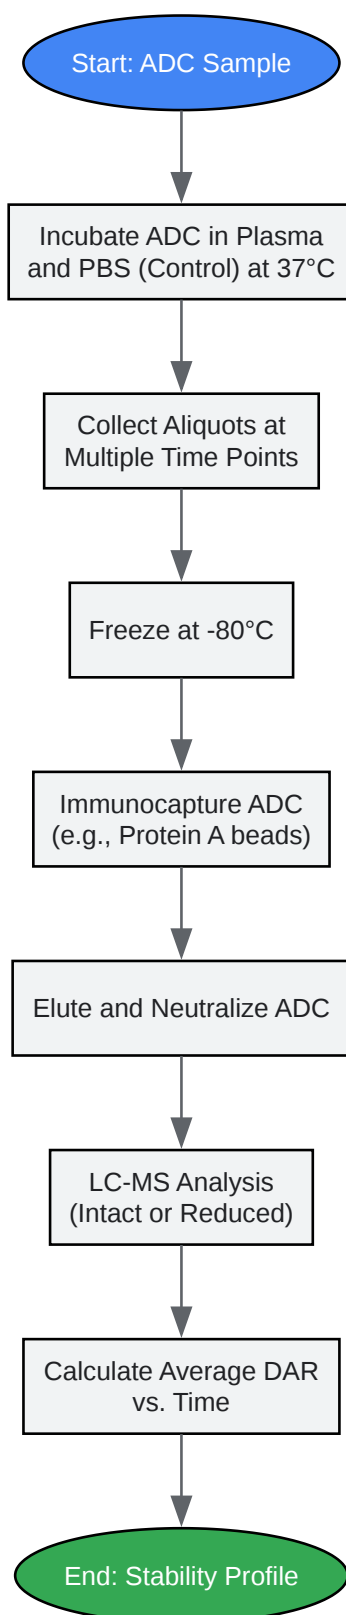 Start: ADC Sample
Incubate ADC in Plasma
and PBS (Control) at 37°C
Collect Aliquots at
Multiple Time Points
Freeze at -80°C
Immunocapture ADC
(e.g., Protein A beads)
Elute and Neutralize ADC
LC-MS Analysis
(Intact or Reduced)
Calculate Average DAR
vs. Time
End: Stability Profile